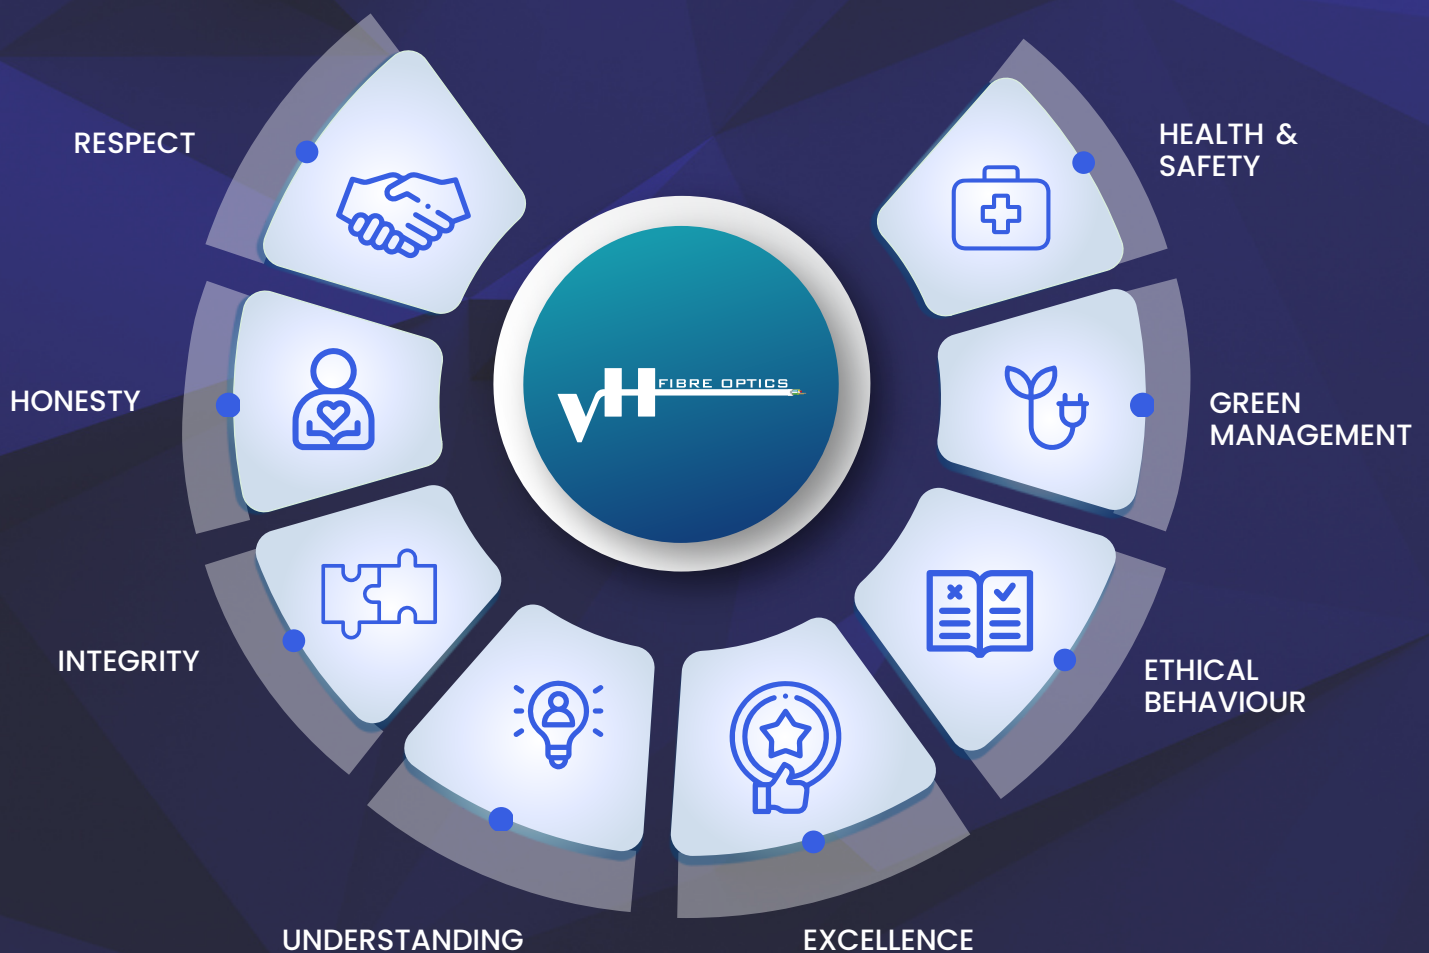 RESPECT
HEALTH &
SAFETY
VH FIBRE OPTICS
HONESTY
GREEN
MANAGEMENT
INTEGRITY
ETHICAL
BEHAVIOUR
UNDERSTANDING
EXCELLENCE